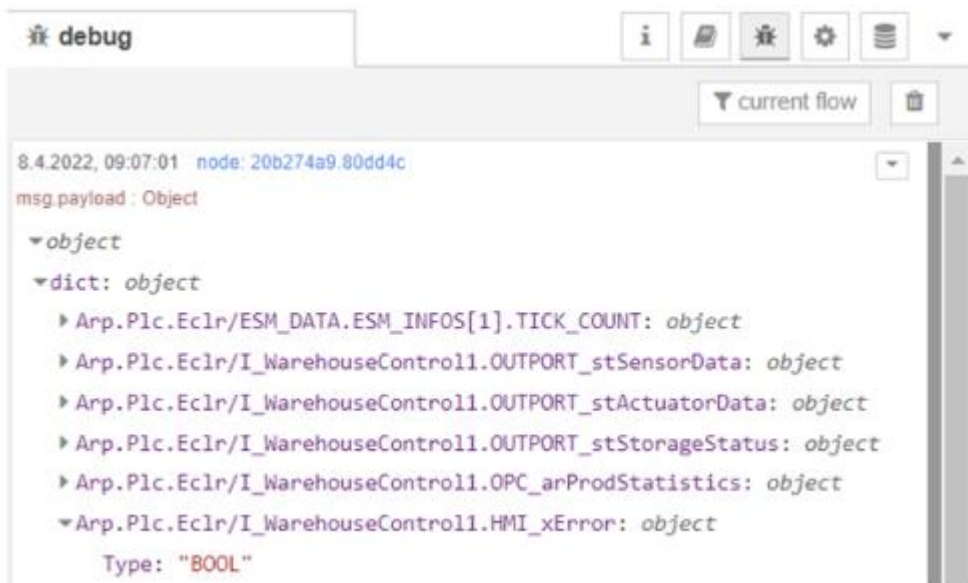 debug
i
current flow
8.4.2022, 09:07:01 node: 20b274a9.80dd4c
msg.payload : Object
object
dict: object
Arp.Plc.Eclr/ESM_DATA.ESM_INFOS[1].TICK_COUNT: object
Arp.Plc.Eclr/I_WarehouseControl1.OUTPORT_stSensorData: object
Arp.Plc.Eclr/I_WarehouseControl1.OUTPORT_stActuatorData: object
Arp.Plc.Eclr/I_WarehouseControl1.OUTPORT_stStorageStatus: object
Arp.Plc.Eclr/I_WarehouseControl1.OPC_arProdStatistics: object
Arp.Plc.Eclr/I_WarehouseControl1.HMI_xError: object
Type: "BOOL"